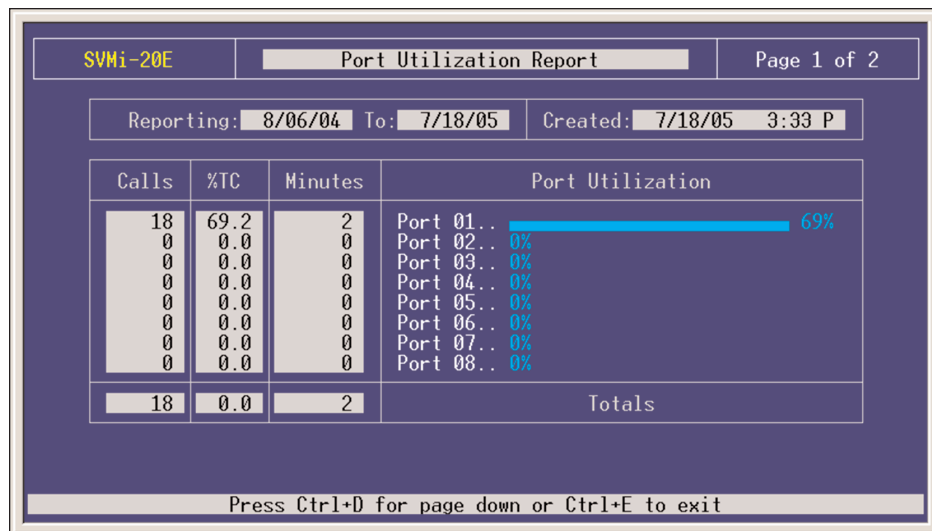 SVMi-20E Port Utilization Report Page 1 of 2
Reporting: 8/06/04 To: 7/18/05 Created: 7/18/05 3:33 P
Calls %TC Minutes Port Utilization
18 69.2 2 Port 01.. 69%
0 0.0 0 Port 02.. 0%
0 0.0 0 Port 03.. 0%
0 0.0 0 Port 04.. 0%
0 0.0 0 Port 05.. 0%
0 0.0 0 Port 06.. 0%
0 0.0 0 Port 07.. 0%
0 0.0 0 Port 08.. 0%
18 0.0 2 Totals
Press Ctrl+D for page down or Ctrl+E to exit